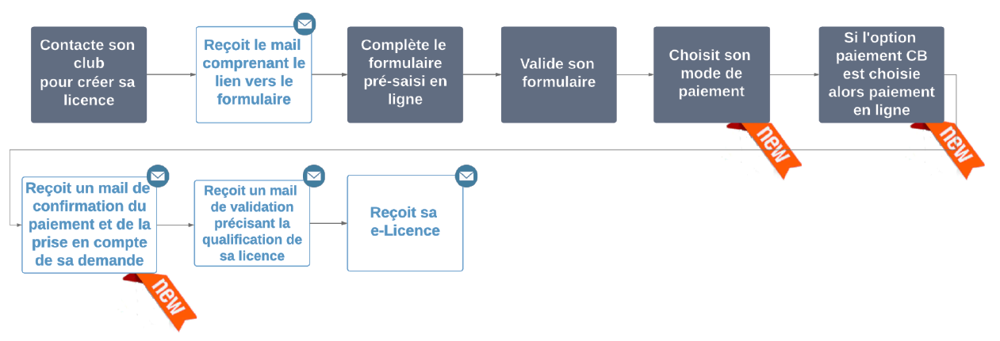 Contacte son
club
pour créer sa
licence
Reçoit le mail
comprenant le
lien vers le
formulaire
Complète le
formulaire
pré-saisi en
ligne
Valide son
formulaire
Choisit son
mode de
paiement
new
Si l'option
paiement CB
est choisie
alors paiement
en ligne
new
Reçoit un mail de
confirmation du
paiement et de la
prise en compte
de sa demande
new
Reçoit un mail
de validation
précisant la
qualification de
sa licence
Reçoit sa
e-Licence